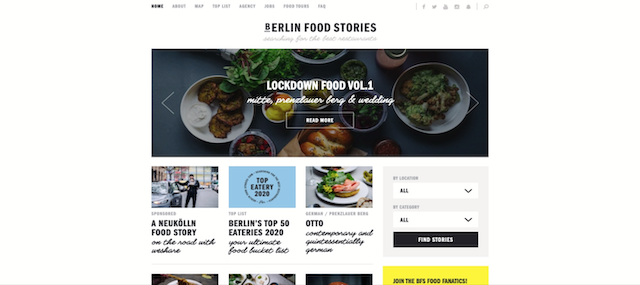 HOME ABOUT MAP TOP LIST AGENCY JOBS FOOD TOURS FAQ
BERLIN FOOD STORIES
searching for the best restaurants
LOCKDOWN FOOD VOL.1
mitte, prenzlauer berg & wedding
READ MORE
SPONSORED
A NEUKÖLLN
FOOD STORY
on the road with
weshare
TOP
EATERY
2020
TOP LIST
BERLIN'S TOP 50
EATERIES 2020
your ultimate
food bucket list
GERMAN / PRENZLAUER BERG
OTTO
contemporary and
quintessentially
german
BY LOCATION
ALL
BY CATEGORY
ALL
FIND STORIES
JOIN THE BFS FOOD FANATICS!